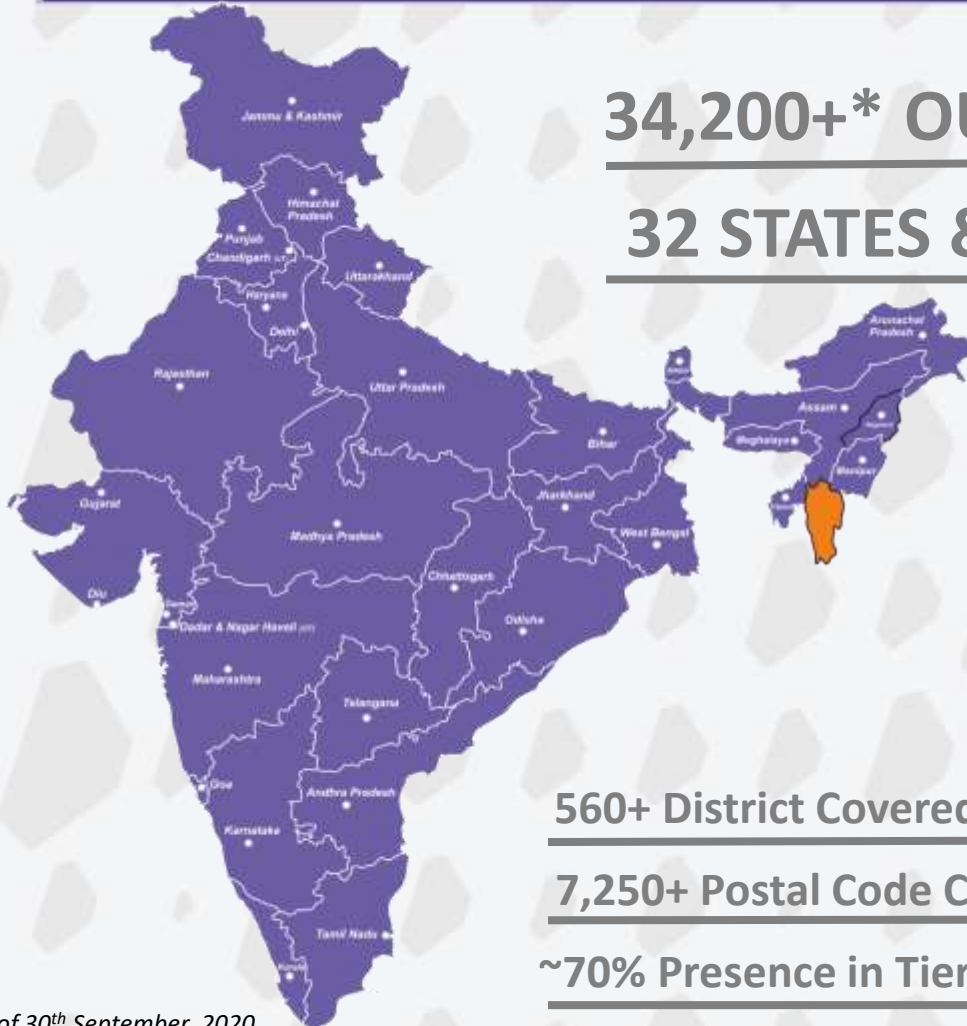 34,200+* OU
32 STATES &
Jammu & Kashmir
Himachal
Pradesh
Punjab
Chandigarh (UT)
Uttarakhand
Haryana
Delhi
Rajasthan
Uttar Pradesh
Arunachal
Pradesh
Assam
Meghalaya
Manipur
Bihar
Gujarat
Jharkhand
Madhya Pradesh
West Bengal
Chhattisgarh
Diu
Dadar & Nagar Haveli (UT)
Odisha
Maharashtra
Telangana
Goa
Andhra Pradesh
Karnataka
Tamil Nadu
Kerala
560+ District Covered
7,250+ Postal Code C
~70% Presence in Tier
of 30th September, 2020